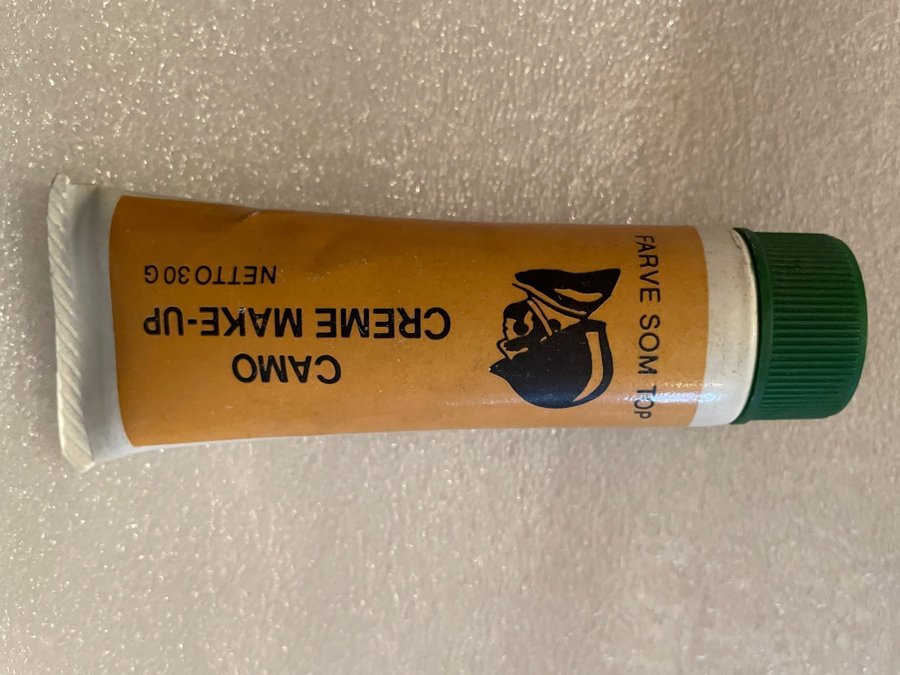 CAMO
CREME MAKE-UP
NETTO 30 G
FARVE SOM TOP